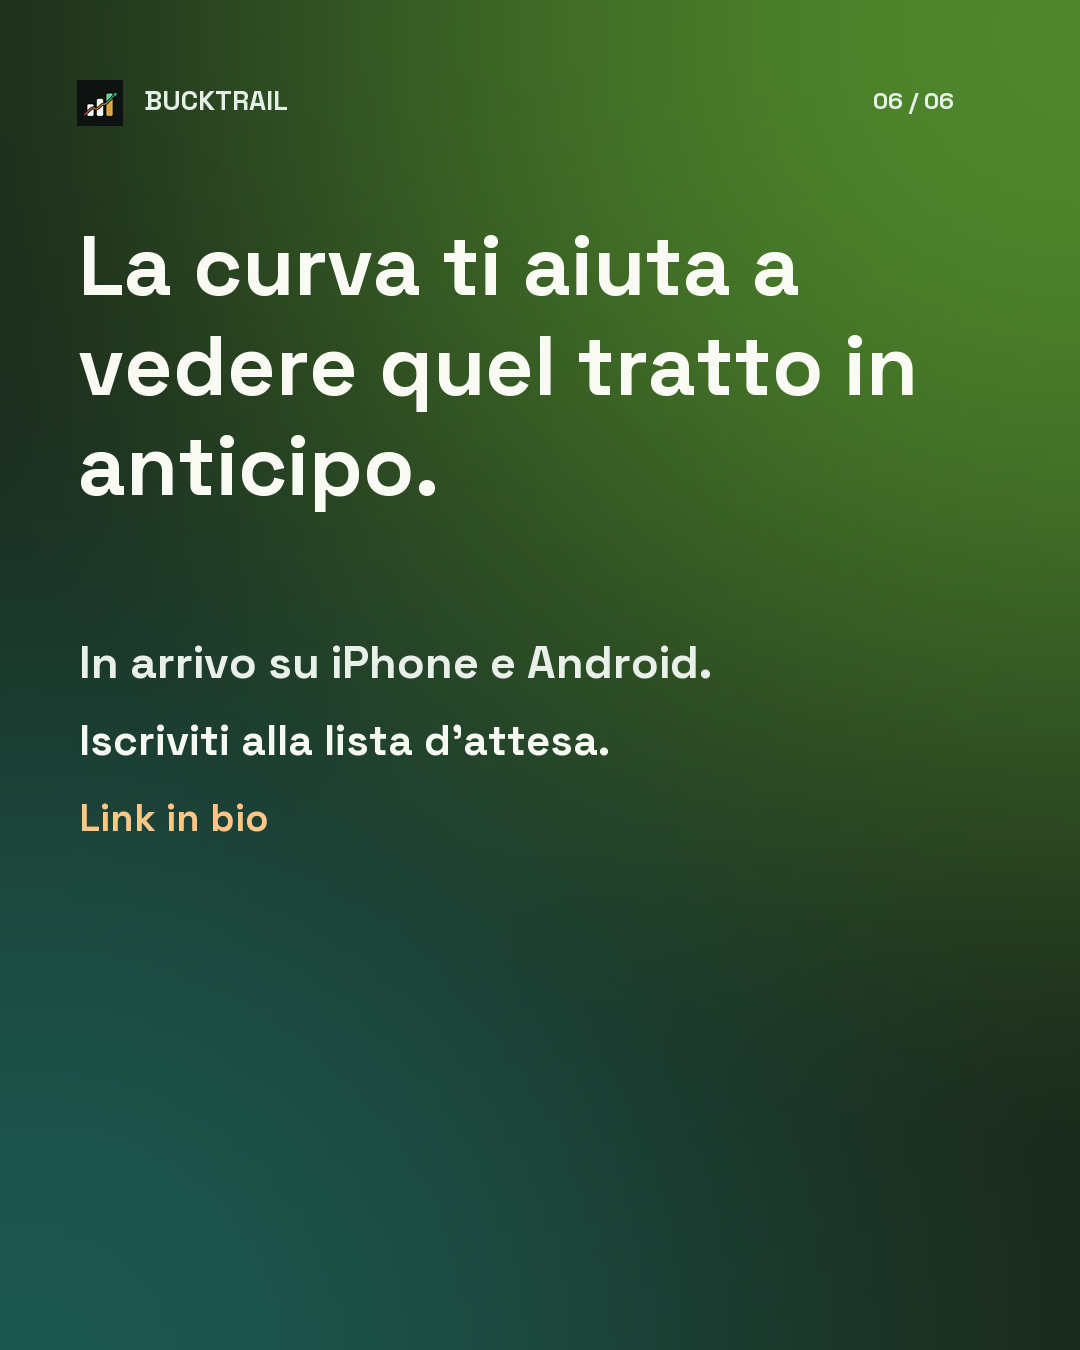 BUCKTRAIL
06 / 06
La curva ti aiuta a
vedere quel tratto in
anticipo.
In arrivo su iPhone e Android.
Iscriviti alla lista d’attesa.
Link in bio